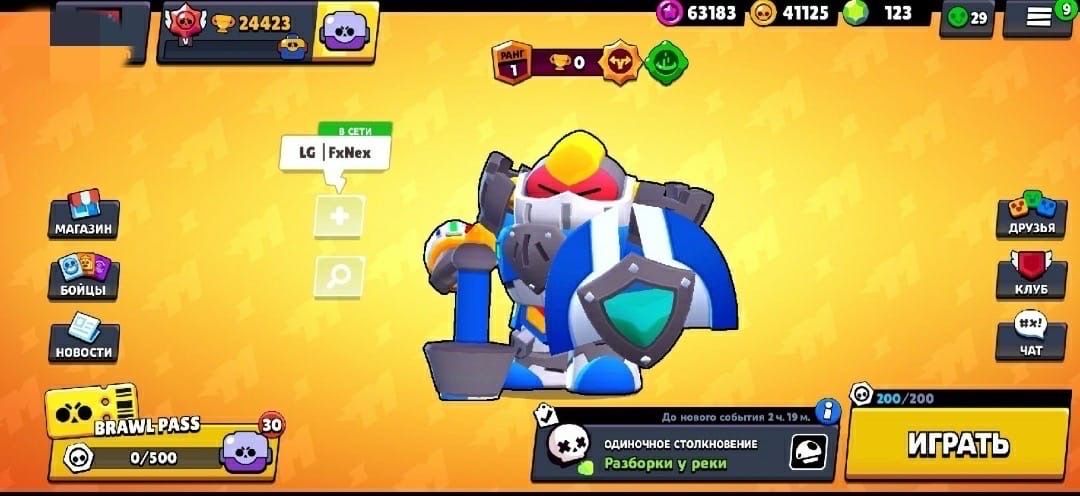 24423
V
63183
41125
123
29
9
РАНГ
1
0
В СЕТИ
LG | FxNex
МАГАЗИН
БОЙЦЫ
НОВОСТИ
ДРУЗЬЯ
КЛУБ
#x!
ЧАТ
BRAWL PASS
30
0/500
До нового события 2 ч. 19 м.
i
ОДИНОЧНОЕ СТОЛКНОВЕНИЕ
Разборки у реки
200/200
ИГРАТЬ